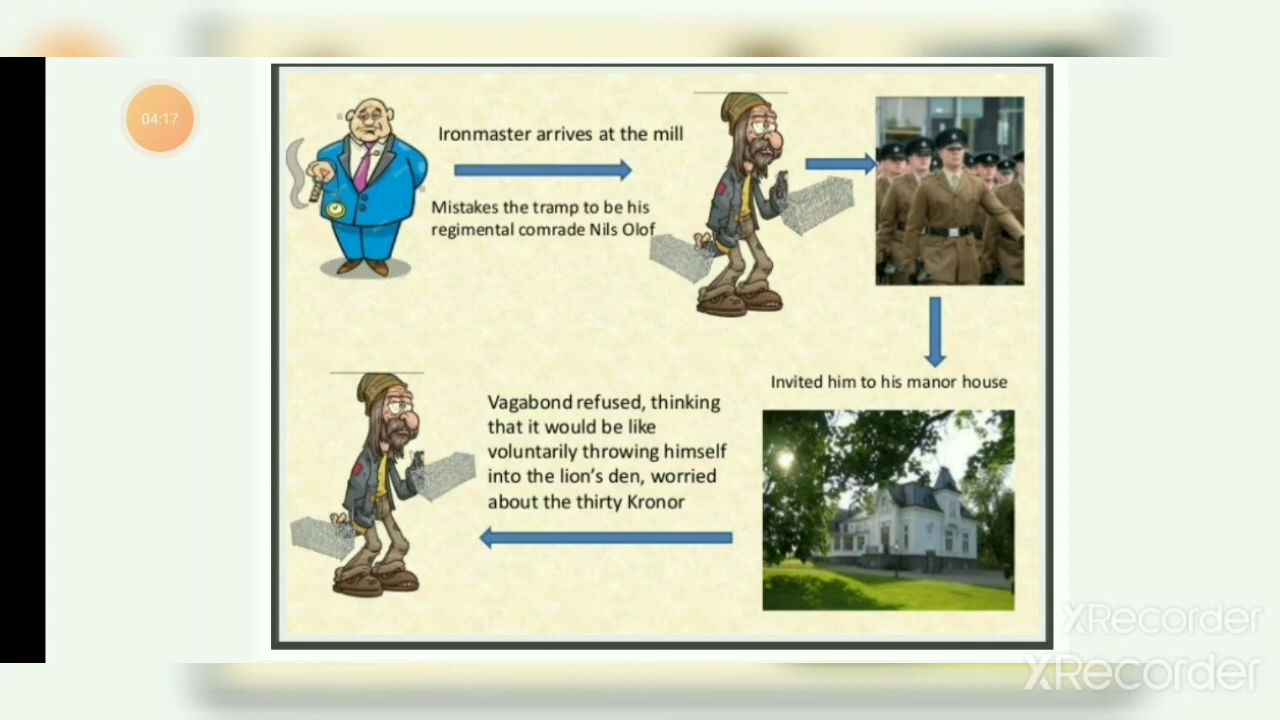 04:17
Ironmaster arrives at the mill
Mistakes the tramp to be his
regimental comrade Nils Olof
Invited him to his manor house
Vagabond refused, thinking
that it would be like
voluntarily throwing himself
into the lion's den, worried
about the thirty Kronor
XRecorder
XRecorder